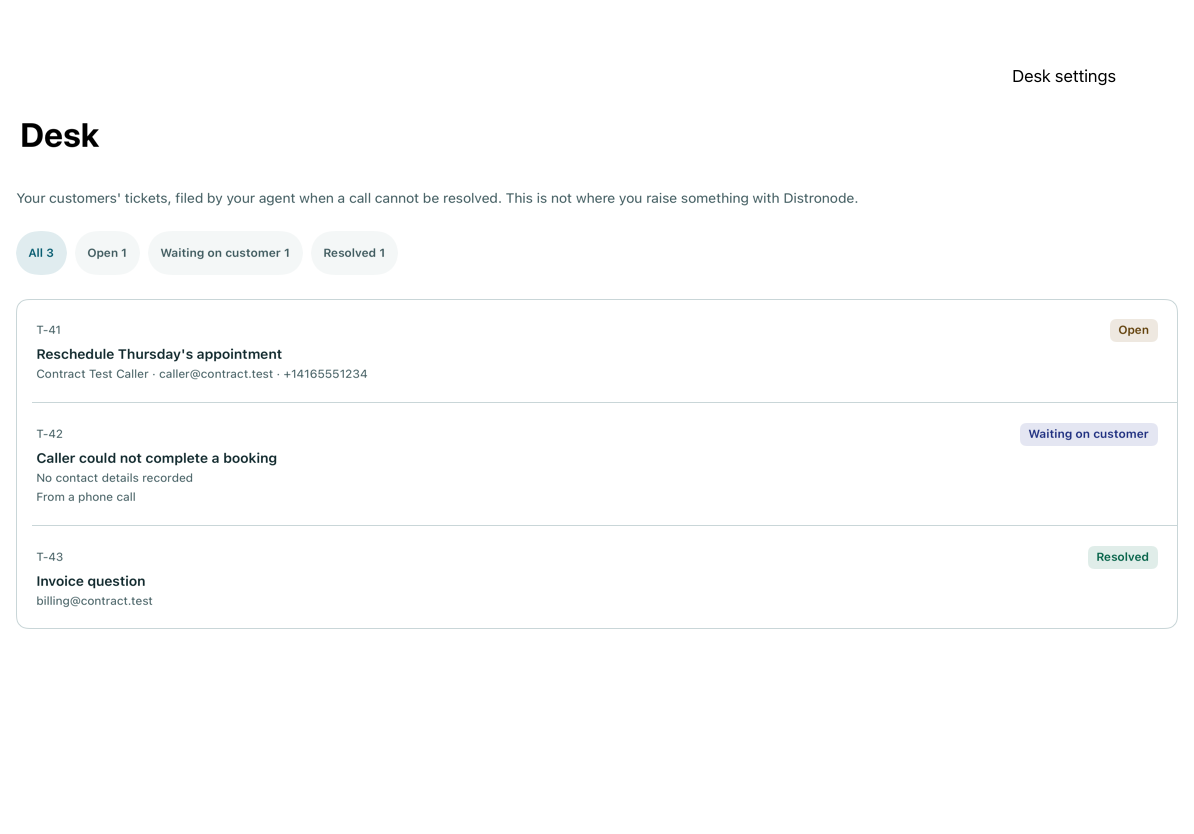 Desk settings
Desk
Your customers' tickets, filed by your agent when a call cannot be resolved. This is not where you raise something with Distronode.
All 3
Open 1
Waiting on customer 1
Resolved 1
T-41
Open
Reschedule Thursday's appointment
Contract Test Caller · caller@contract.test · +14165551234
T-42
Waiting on customer
Caller could not complete a booking
No contact details recorded
From a phone call
T-43
Resolved
Invoice question
billing@contract.test